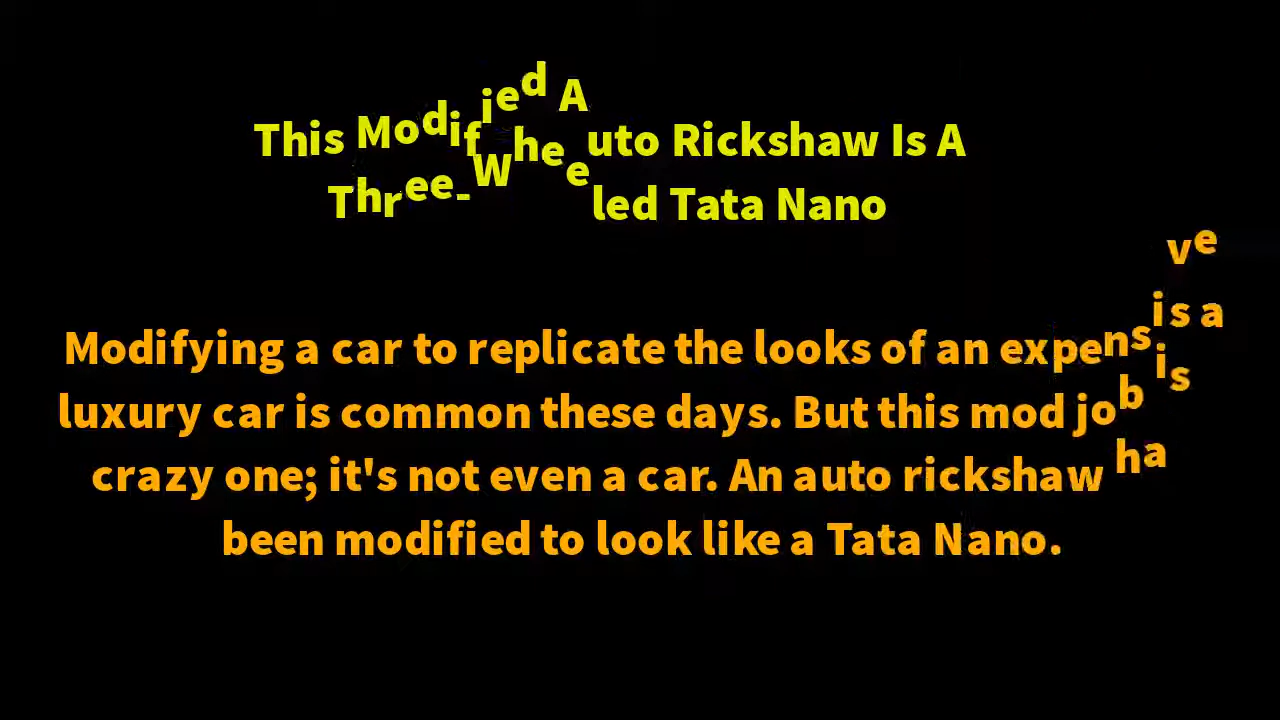 This Modified Auto Rickshaw Is A
Three-Wheeled Tata Nano
Modifying a car to replicate the looks of an expensive
luxury car is common these days. But this mod job is a
crazy one; it's not even a car. An auto rickshaw has
been modified to look like a Tata Nano.